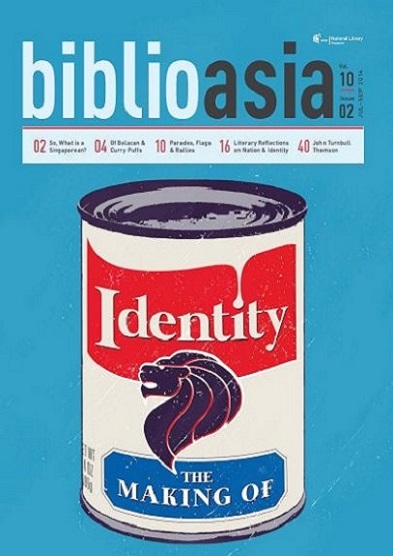 National Library
Singapore
biblioasia
Vol.
10
Issue
02
JUL–SEP 2014
02 So, What is a
Singaporean?
04 Of Belacan &
Curry Puffs
10 Parades, Flags
& Rallies
16 Literary Reflections
on Nation & Identity
40 John Turnbull
Thomson
Identity
THE
MAKING OF